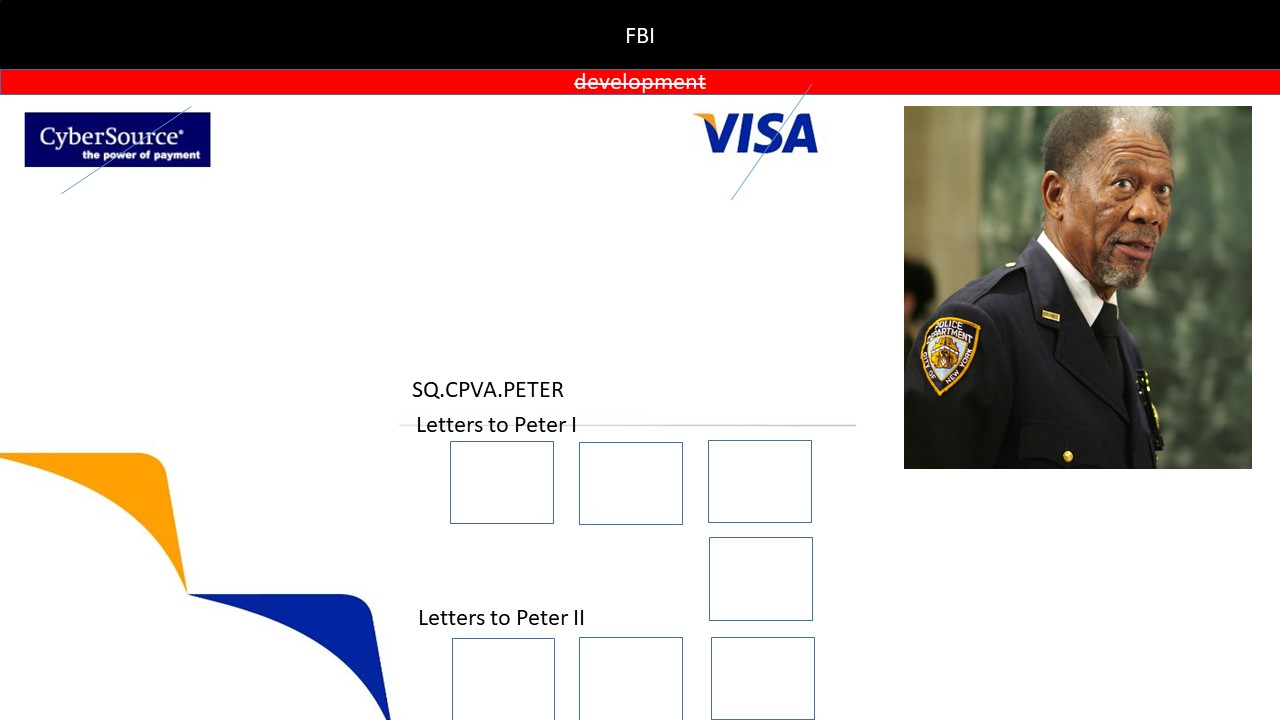 FBI
development
CyberSource®
the power of payment
VISA
POLICE
DEPARTMENT
CITY OF
NEW YORK
SQ.CPVA.PETER
Letters to Peter I
Letters to Peter II